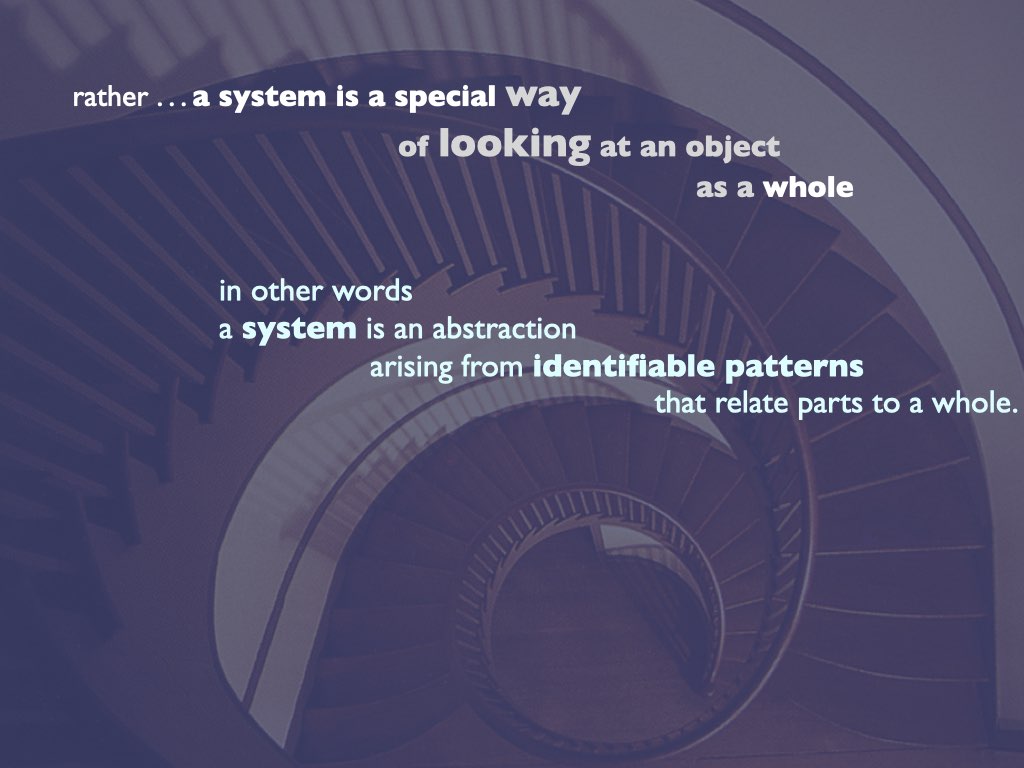 rather . . . a system is a special way
of looking at an object
as a whole
in other words
a system is an abstraction
arising from identifiable patterns
that relate parts to a whole.